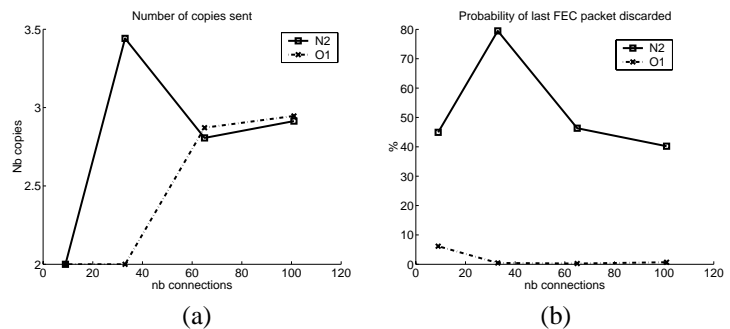 Number of copies sent
3.5
3
2.5
2
Nb copies
0 20 40 60 80 100 120
nb connections
N2
O1
(a)
Probability of last FEC packet discarded
80
70
60
50
40
30
20
10
0
%
0 20 40 60 80 100 120
nb connections
N2
O1
(b)